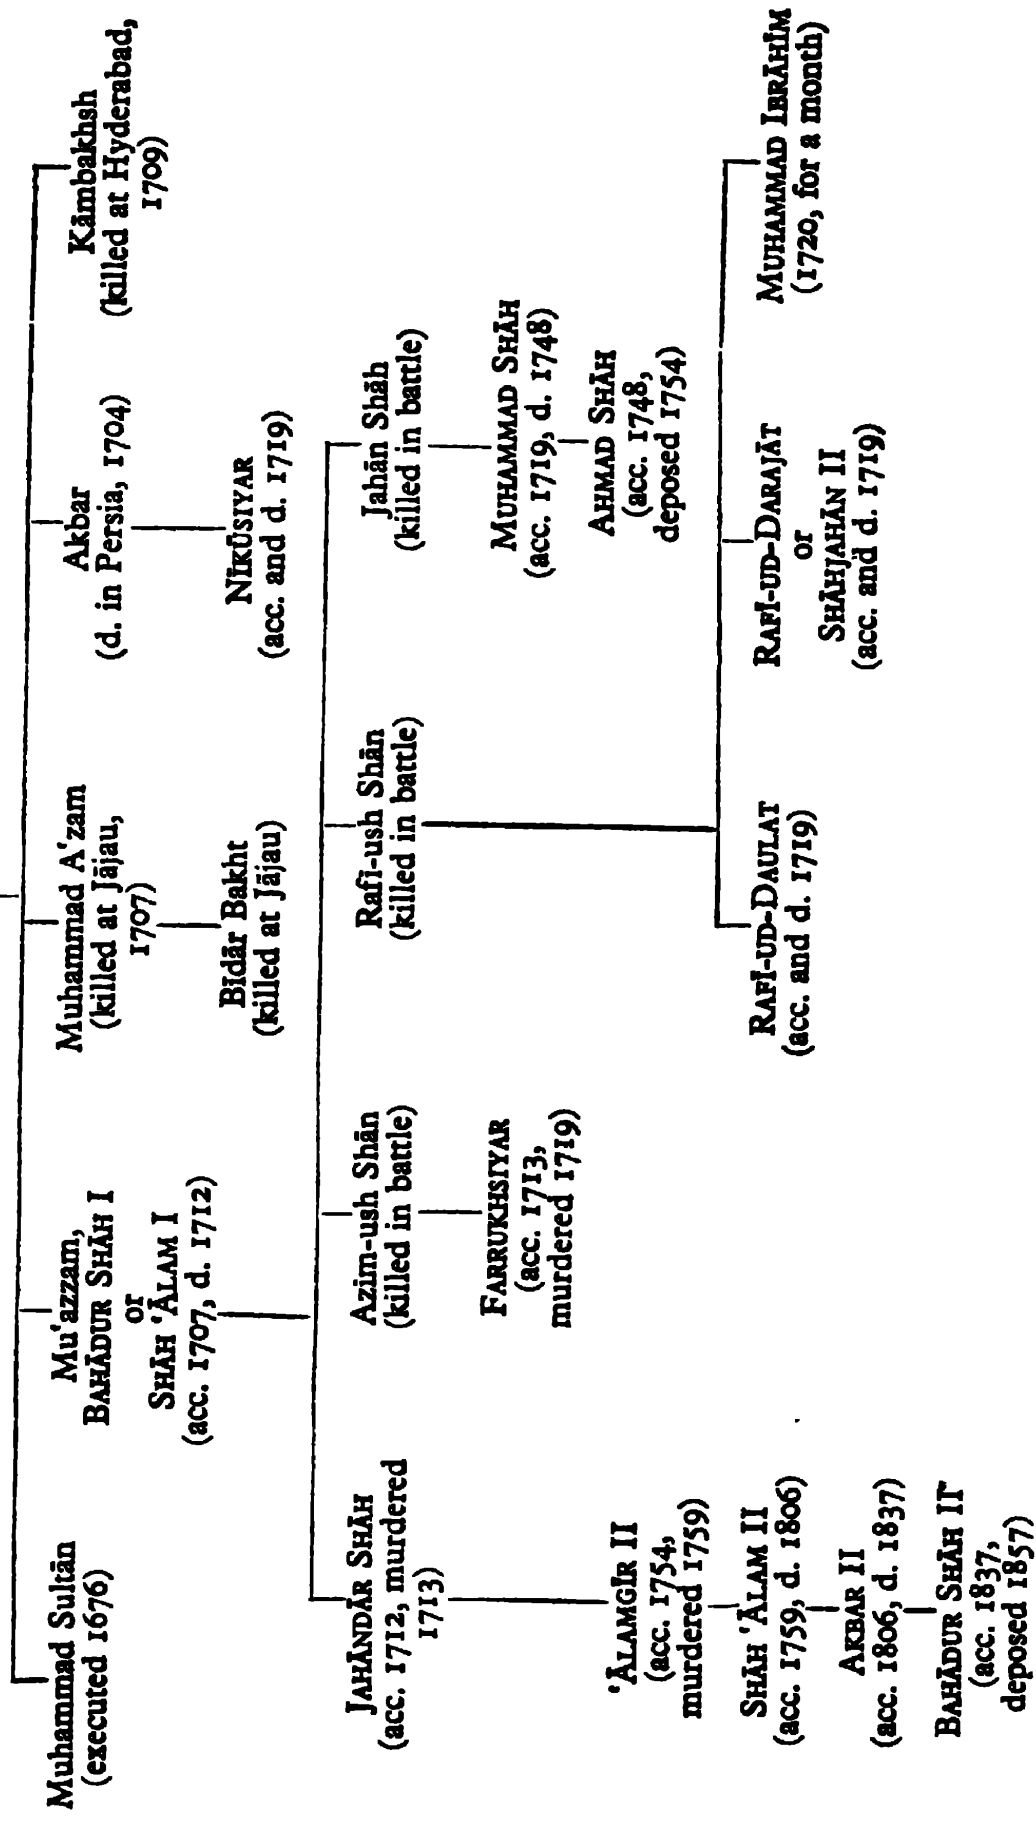 Muhammad Sultān
(executed 1676)
Mu‘azzam,
BAHĀDUR SHĀH I
or
SHĀH ‘ĀLAM I
(acc. 1707, d. 1712)
Muhammad A‘zam
(killed at Jājau,
1707)
Akbar
(d. in Persia, 1704)
Kāmbakhsh
(killed at Hyderabad,
1709)
Bīdār Bakht
(killed at Jājau)
NĪKŪSIYAR
(acc. and d. 1719)
JAHĀNDĀR SHĀH
(acc. 1712, murdered
1713)
Azim-ush Shān
(killed in battle)
Rafī-ush Shān
(killed in battle)
Jahān Shāh
(killed in battle)
FARRUKHSIYAR
(acc. 1713,
murdered 1719)
MUHAMMAD SHĀH
(acc. 1719, d. 1748)
AHMAD SHĀH
(acc. 1748,
deposed 1754)
‘ĀLAMGĪR II
(acc. 1754,
murdered 1759)
SHĀH ‘ĀLAM II
(acc. 1759, d. 1806)
AKBAR II
(acc. 1806, d. 1837)
BAHĀDUR SHĀH II
(acc. 1837,
deposed 1857)
RAFĪ-UD-DAULAT
(acc. and d. 1719)
RAFĪ-UD-DARAJĀT
or
SHĀHJAHĀN II
(acc. and d. 1719)
MUHAMMAD IBRĀHĪM
(1720, for a month)